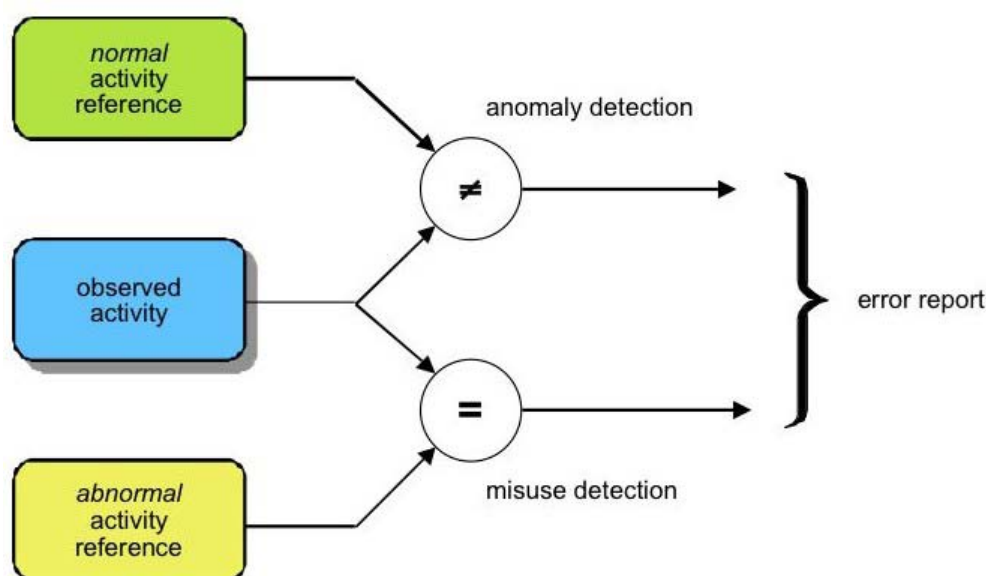 normal
activity
reference
anomaly detection
≠
observed
activity
error report
=
misuse detection
abnormal
activity
reference